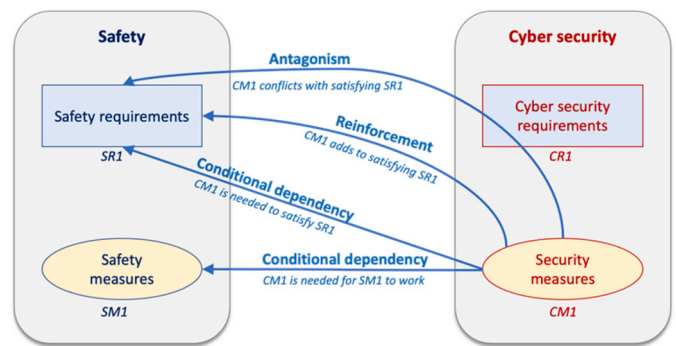 Safety
Cyber security
Antagonism
CM1 conflicts with satisfying SR1
Safety requirements
SR1
Cyber security
requirements
CR1
Reinforcement
CM1 adds to satisfying SR1
Conditional dependency
CM1 is needed to satisfy SR1
Safety
measures
SM1
Conditional dependency
CM1 is needed for SM1 to work
Security
measures
CM1